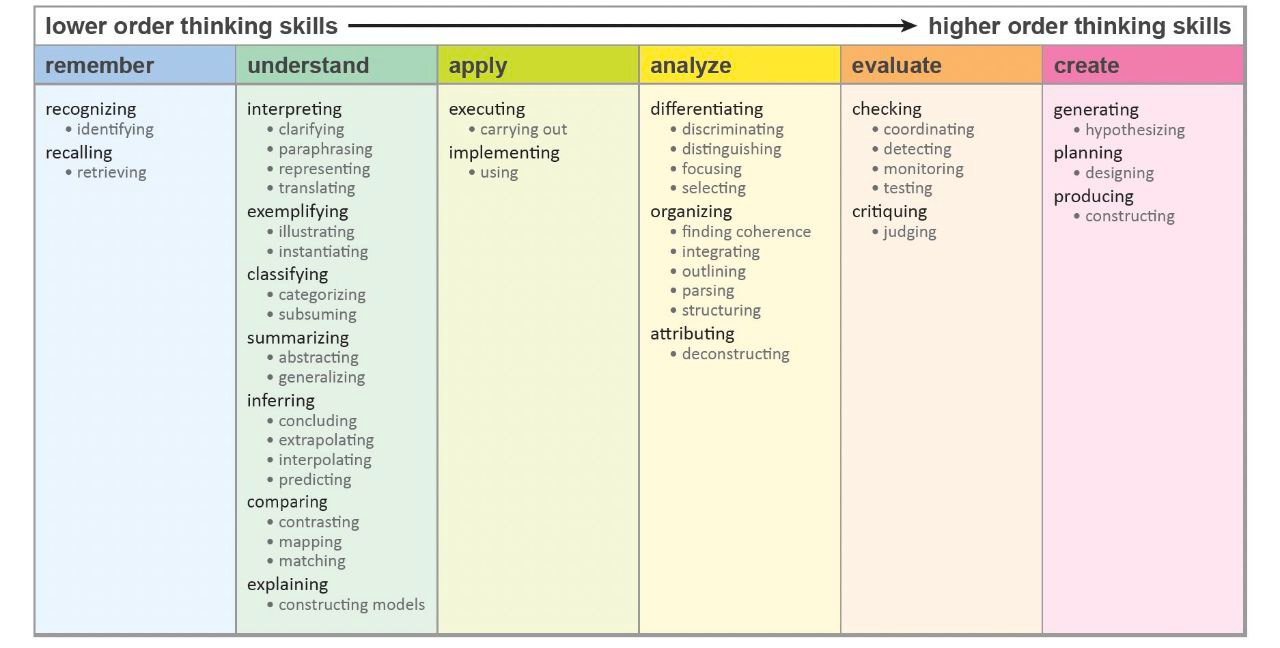 lower order thinking skills
higher order thinking skills
remember
recognizing
• identifying
recalling
• retrieving
understand
interpreting
• clarifying
• paraphrasing
• representing
• translating
exemplifying
• illustrating
• instantiating
classifying
• categorizing
• subsuming
summarizing
• abstracting
• generalizing
inferring
• concluding
• extrapolating
• interpolating
• predicting
comparing
• contrasting
• mapping
• matching
explaining
• constructing models
apply
executing
• carrying out
implementing
• using
analyze
differentiating
• discriminating
• distinguishing
• focusing
• selecting
organizing
• finding coherence
• integrating
• outlining
• parsing
• structuring
attributing
• deconstructing
evaluate
checking
• coordinating
• detecting
• monitoring
• testing
critiquing
• judging
create
generating
• hypothesizing
planning
• designing
producing
• constructing